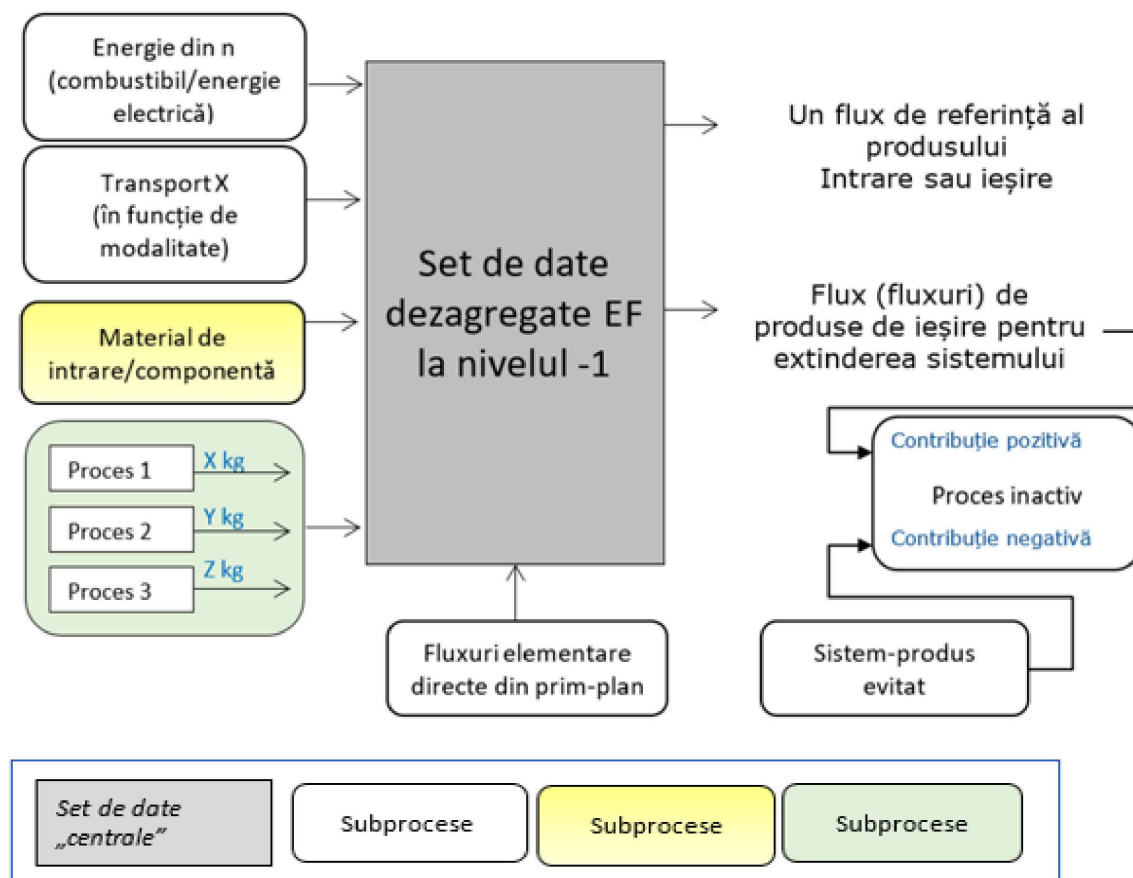 Energie din n
(combustibil/energie
electrică)
Transport X
(în funcție de
modalitate)
Material de
intrare/componentă
Proces 1
X kg
Proces 2
Y kg
Proces 3
Z kg
Set de date
dezagregate EF
la nivelul -1
Fluxuri elementare
directe din prim-plan
Un flux de referință al
produsului
Intrare sau ieșire
Flux (fluxuri) de
produse de ieșire pentru
extinderea sistemului
Contribuție pozitivă
Proces inactiv
Contribuție negativă
Sistem-produs
evitat
Set de date
„centrale”
Subprocese
Subprocese
Subprocese